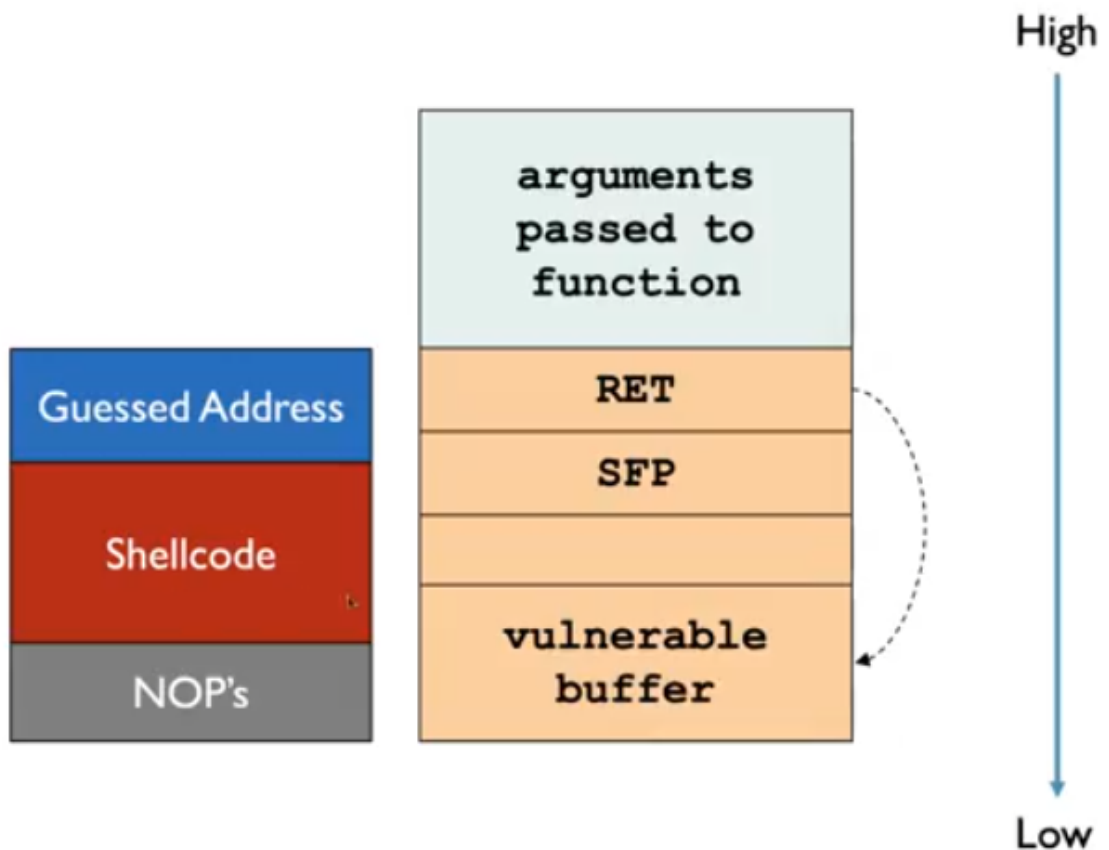 High
arguments
passed to
function
Guessed Address
RET
SFP
Shellcode
vulnerable
buffer
NOP's
Low